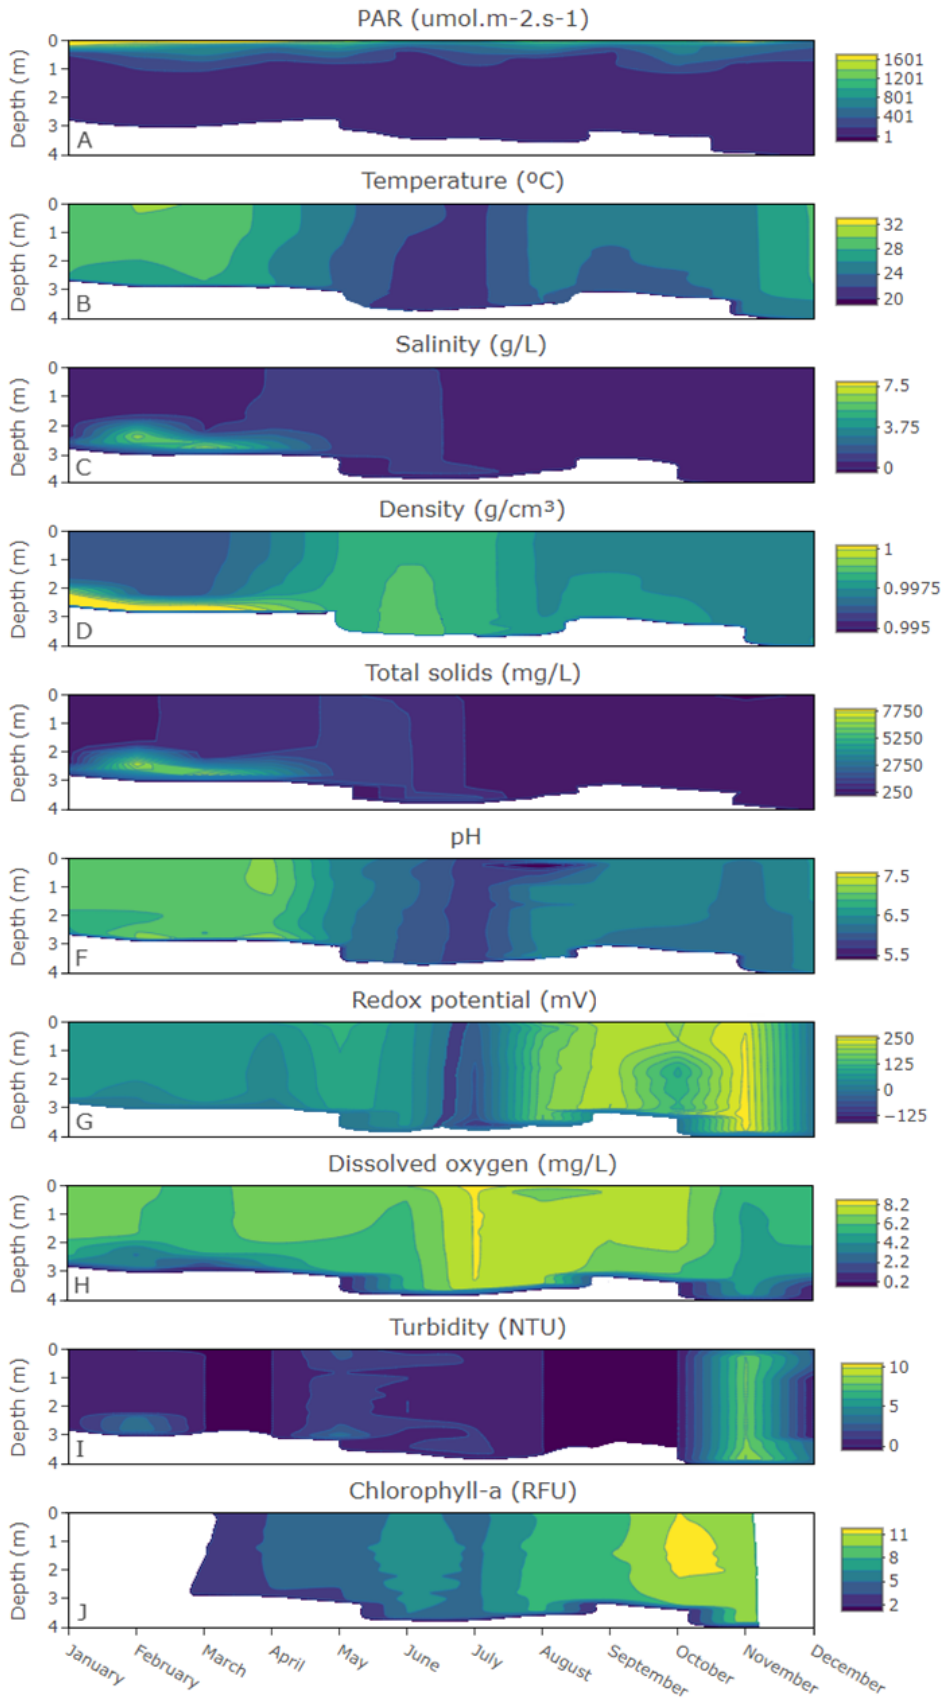 PAR (umol.m-2.s-1)
Depth (m)
0
1
2
3
4
A
1601
1201
801
401
1
Temperature (ºC)
Depth (m)
0
1
2
3
4
B
32
28
24
20
Salinity (g/L)
Depth (m)
0
1
2
3
4
C
7.5
3.75
0
Density (g/cm³)
Depth (m)
0
1
2
3
4
D
1
0.9975
0.995
Total solids (mg/L)
Depth (m)
0
1
2
3
4
E
7750
5250
2750
250
pH
Depth (m)
0
1
2
3
4
F
7.5
6.5
5.5
Redox potential (mV)
Depth (m)
0
1
2
3
4
G
250
125
0
−125
Dissolved oxygen (mg/L)
Depth (m)
0
1
2
3
4
H
8.2
6.2
4.2
2.2
0.2
Turbidity (NTU)
Depth (m)
0
1
2
3
4
I
10
5
0
Chlorophyll-a (RFU)
Depth (m)
0
1
2
3
4
J
11
8
5
2
January
February
March
April
May
June
July
August
September
October
November
December